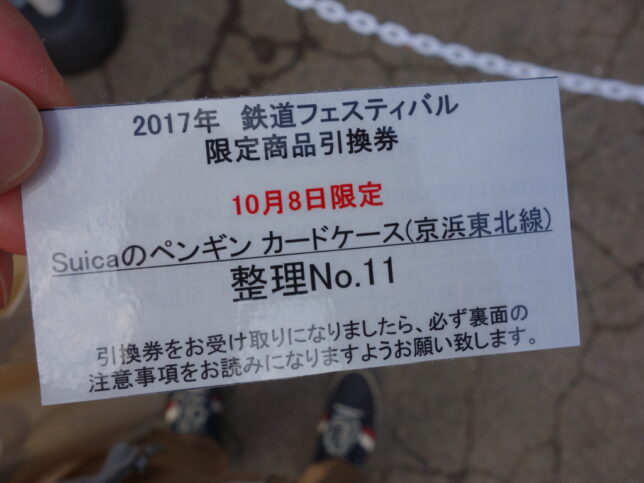 2017年 鉄道フェスティバル
限定商品引換券
10月8日限定
Suicaのペンギン カードケース(京浜東北線)
整理No.11
引換券をお受け取りになりましたら、必ず裏面の
注意事項をお読みになりますようお願い致します。